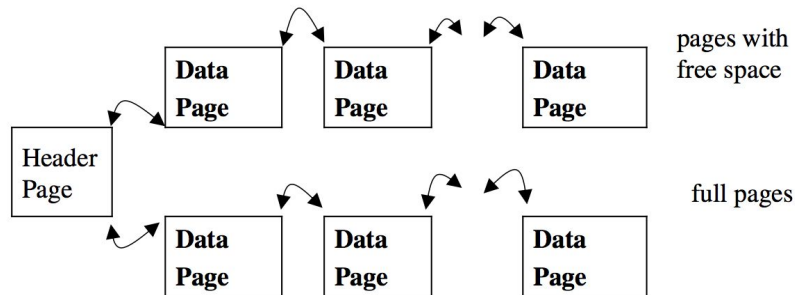 Data
Page
Data
Page
Data
Page
pages with
free space
Header
Page
Data
Page
Data
Page
Data
Page
full pages